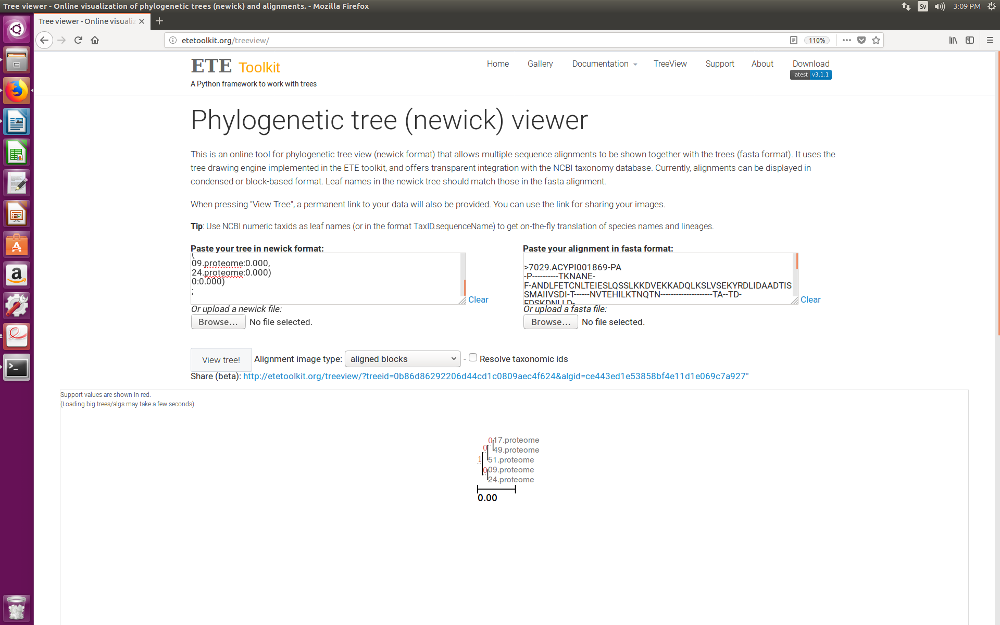 Tree viewer - Online visualization of phylogenetic trees (newick) and alignments. - Mozilla Firefox
Sv
3:09 PM
Tree viewer - Online visualiz
etetoolkit.org/treeview/
110%
ETE Toolkit
A Python framework to work with trees
Home
Gallery
Documentation
TreeView
Support
About
Download
latest v3.1.1
Phylogenetic tree (newick) viewer
This is an online tool for phylogenetic tree view (newick format) that allows multiple sequence alignments to be shown together with the trees (fasta format). It uses the
tree drawing engine implemented in the ETE toolkit, and offers transparent integration with the NCBI taxonomy database. Currently, alignments can be displayed in
condensed or block-based format. Leaf names in the newick tree should match those in the fasta alignment.
When pressing "View Tree", a permanent link to your data will also be provided. You can use the link for sharing your images.
Tip: Use NCBI numeric taxids as leaf names (or in the format TaxID.sequenceName) to get on-the-fly translation of species names and lineages.
Paste your tree in newick format:
(
09.proteome:0.000,
24.proteome:0.000)
0:0.000)
;
Clear
Or upload a newick file:
Browse... No file selected.
Paste your alignment in fasta format:
>7029.ACYPI001869-PA
-P----------TKNANE-
F-ANDLFETCNLTEIESLQSSLKKDVEKKADQLKSLVSEKYRDLIDAADTIS
SMAIIVSDI-T------NVTEHILKTNQTN--------------------TA--TD-
FDSKDNLLD-
Clear
Or upload a fasta file:
Browse... No file selected.
View tree! Alignment image type: aligned blocks - Resolve taxonomic ids
Share (beta): http://etetoolkit.org/treeview/?treeid=0b86d86292206d44cd1c0809aec4f624&algid=ce443ed1e53858bf4e11d1e069c7a927"
Support values are shown in red.
(Loading big trees/algs may take a few seconds)
0 17.proteome
0 49.proteome
1 51.proteome
0 09.proteome
24.proteome
0.00